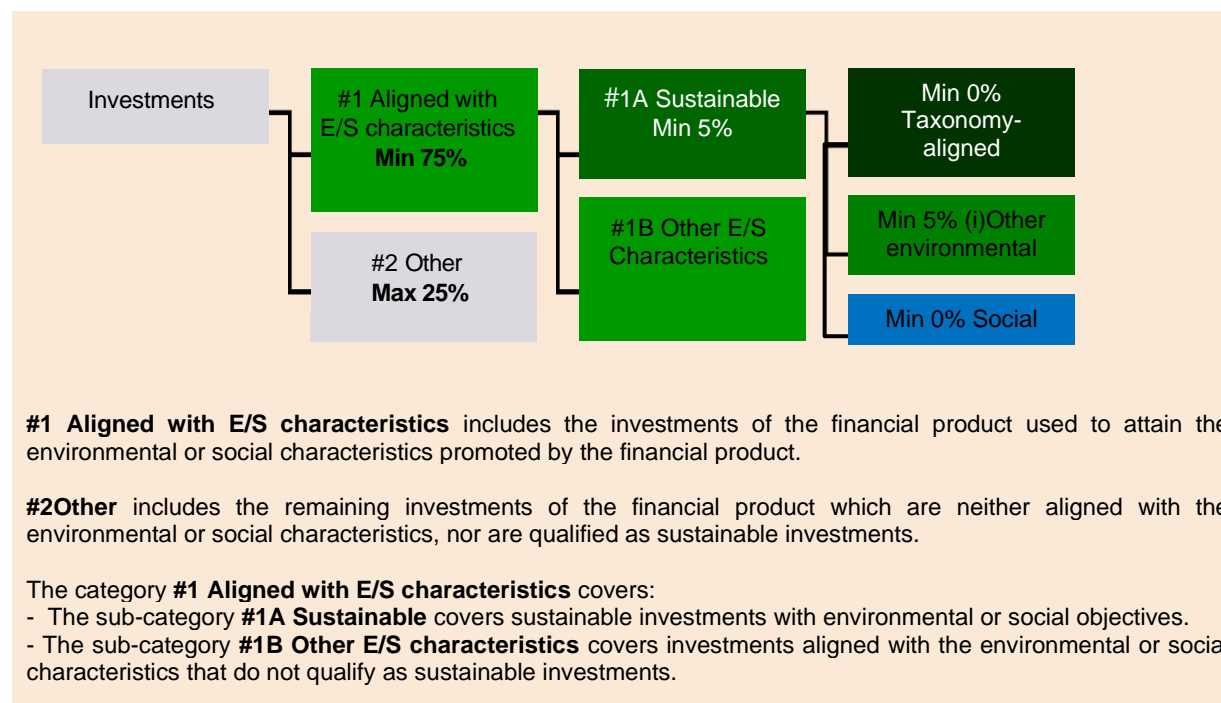 Investments
#1 Aligned with
E/S characteristics
Min 75%
#2 Other
Max 25%
#1A Sustainable
Min 5%
#1B Other E/S
Characteristics
Min 0%
Taxonomy-
aligned
Min 5% (i)Other
environmental
Min 0% Social
#1 Aligned with E/S characteristics includes the investments of the financial product used to attain the
environmental or social characteristics promoted by the financial product.
#2Other includes the remaining investments of the financial product which are neither aligned with the
environmental or social characteristics, nor are qualified as sustainable investments.
The category #1 Aligned with E/S characteristics covers:
- The sub-category #1A Sustainable covers sustainable investments with environmental or social objectives.
- The sub-category #1B Other E/S characteristics covers investments aligned with the environmental or social
characteristics that do not qualify as sustainable investments.